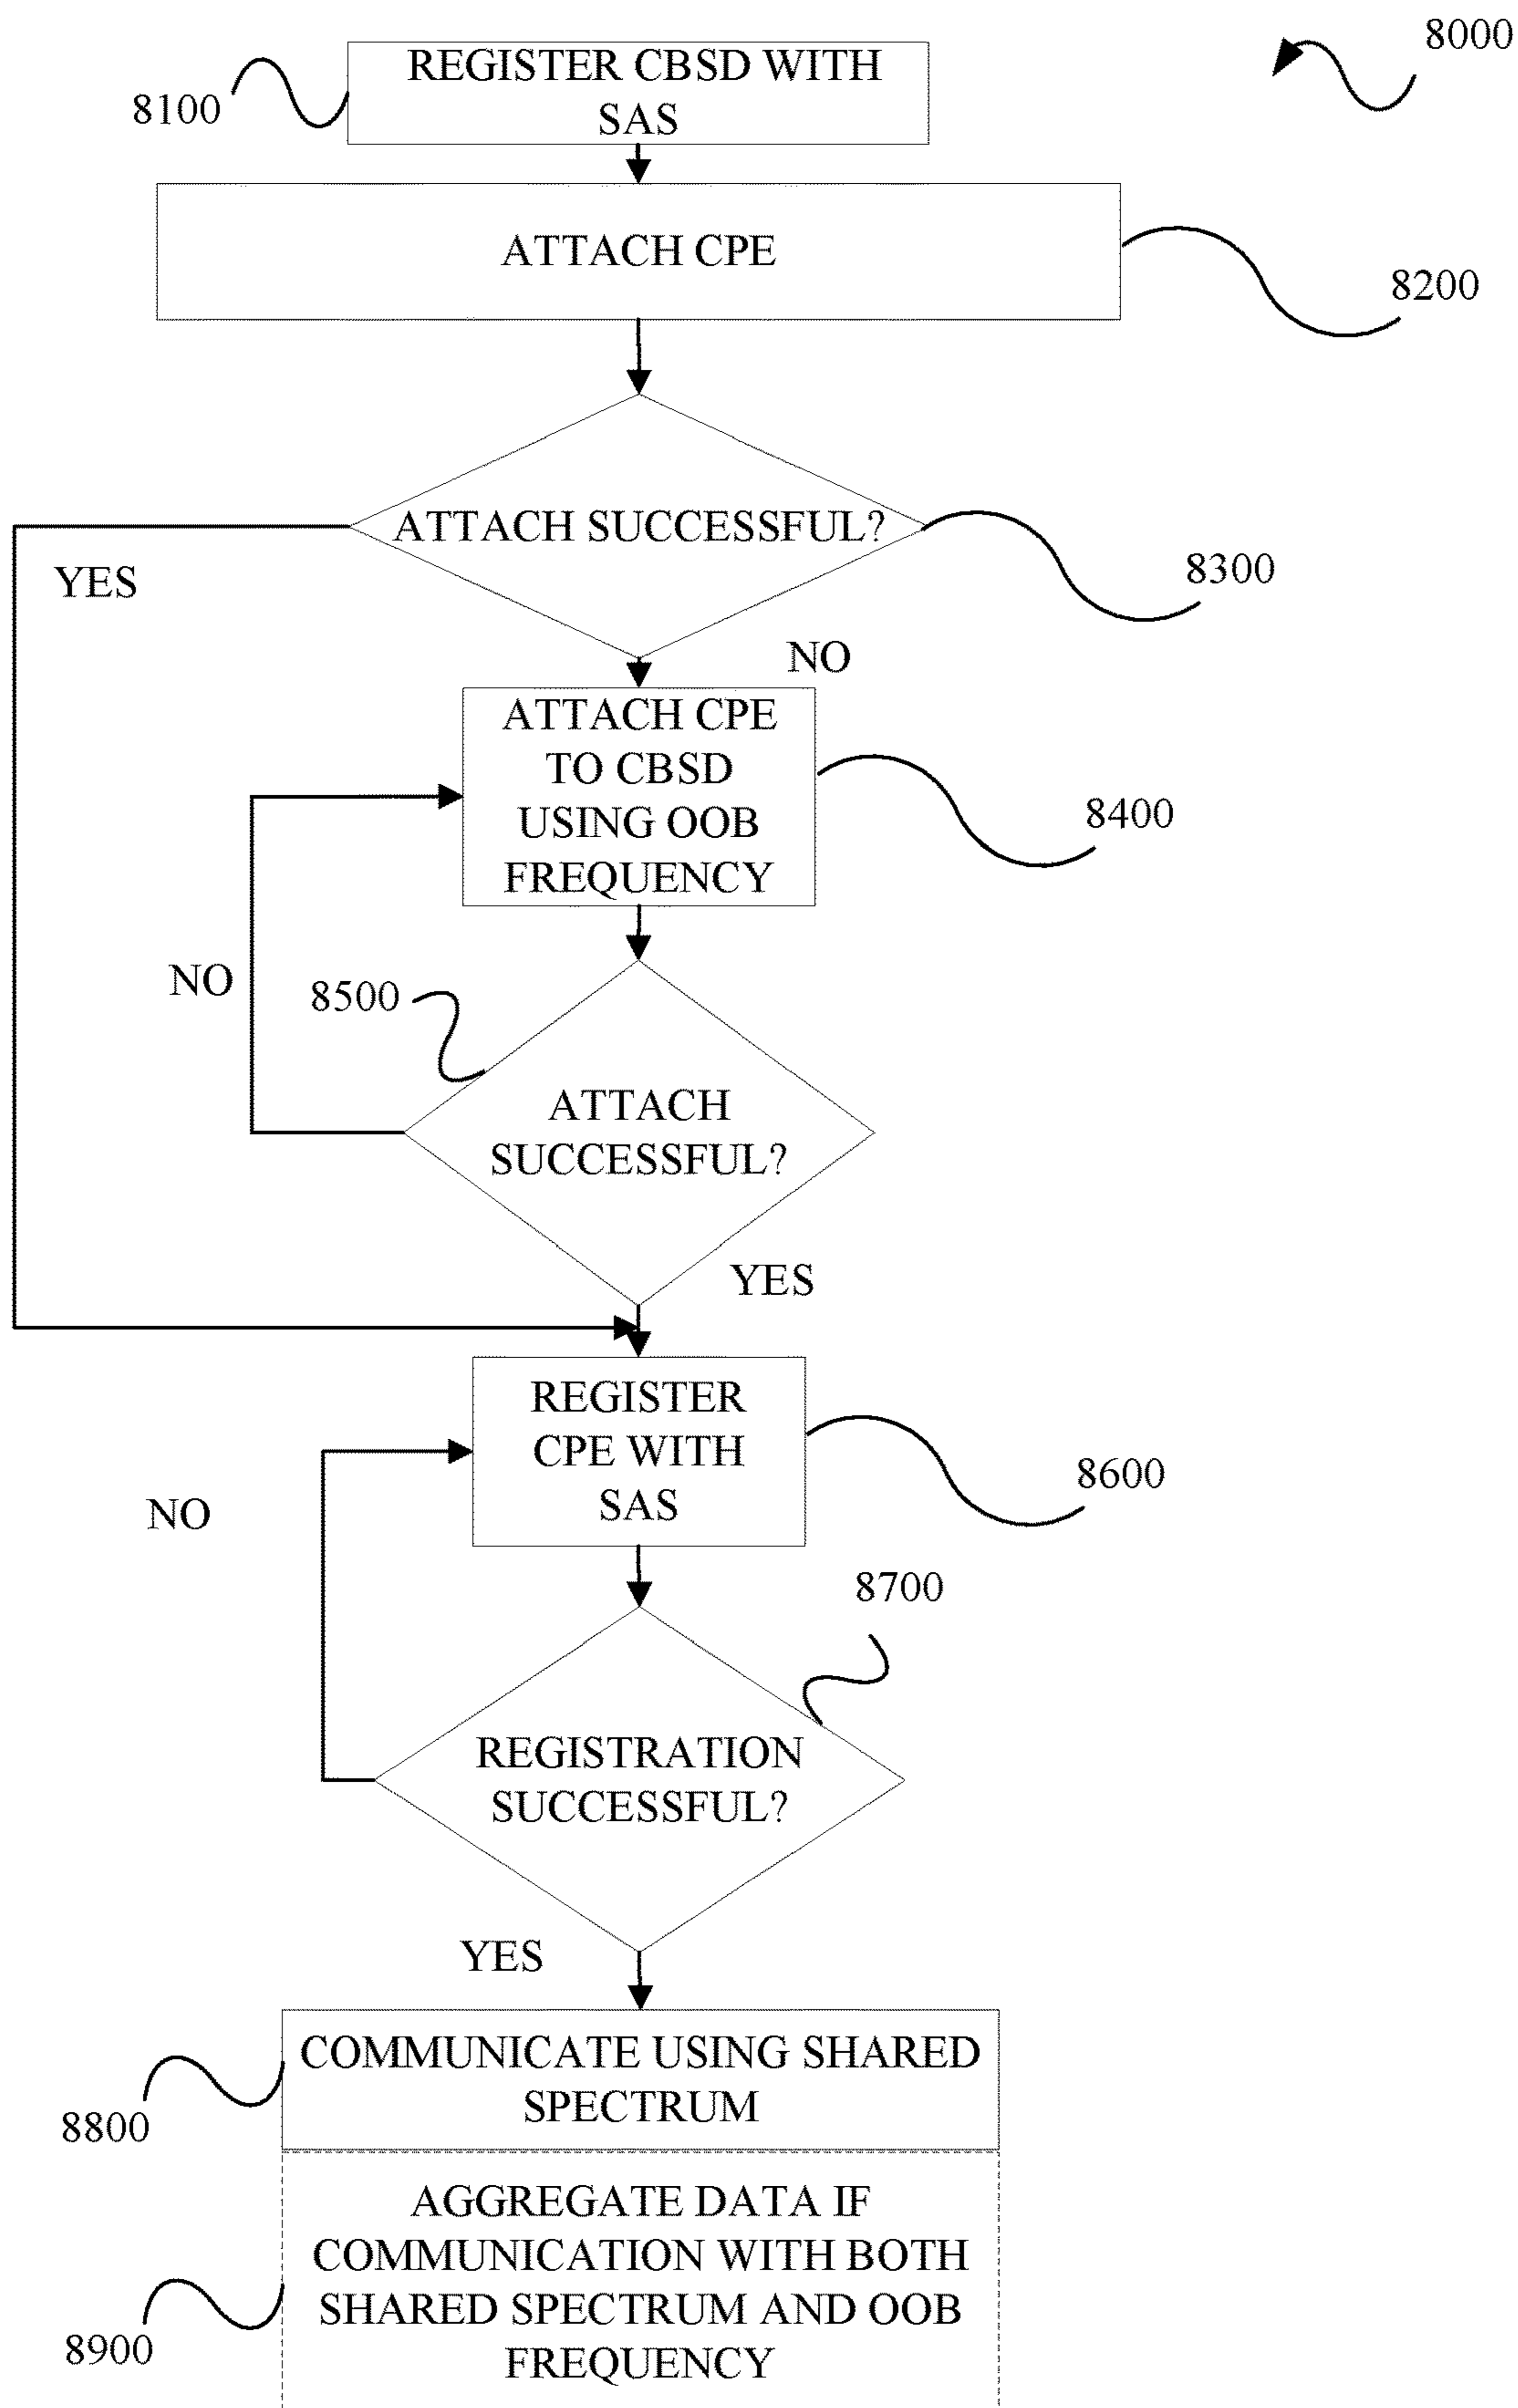 8000
REGISTER CBSD WITH
SAS
8100
ATTACH CPE
8200
ATTACH SUCCESSFUL?
8300
YES
NO
ATTACH CPE
TO CBSD
USING OOB
FREQUENCY
8400
NO
8500
ATTACH
SUCCESSFUL?
YES
REGISTER
CPE WITH
SAS
8600
NO
8700
REGISTRATION
SUCCESSFUL?
YES
COMMUNICATE USING SHARED
SPECTRUM
8800
AGGREGATE DATA IF
COMMUNICATION WITH BOTH
SHARED SPECTRUM AND OOB
FREQUENCY
8900